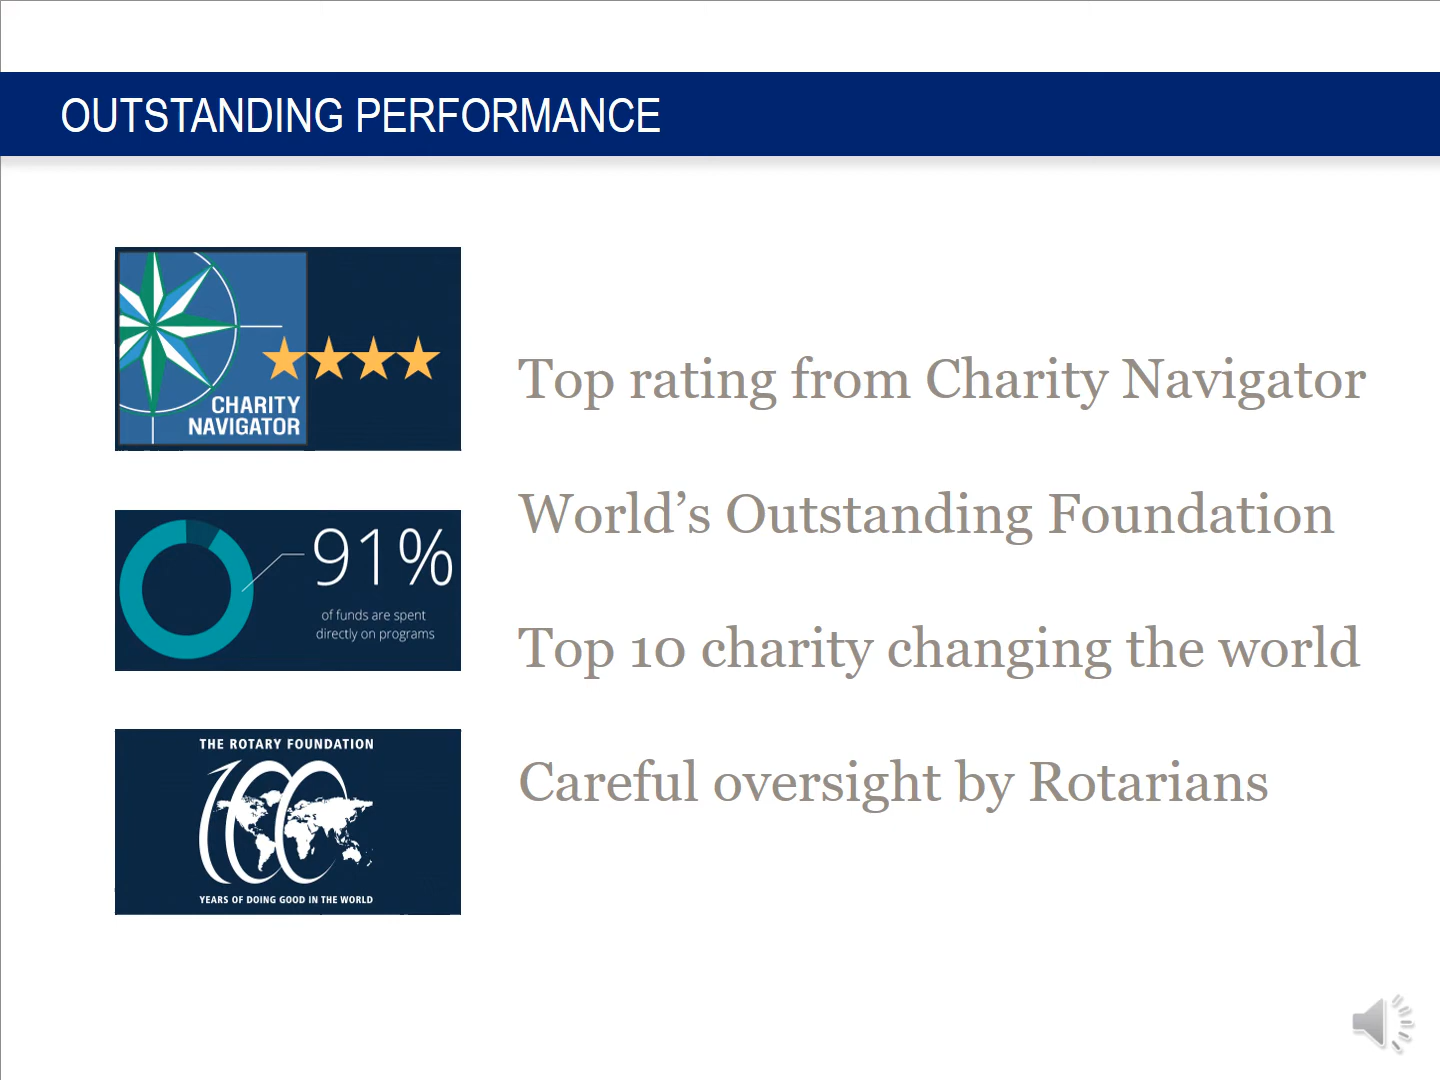 OUTSTANDING PERFORMANCE
CHARITY
NAVIGATOR
91%
of funds are spent
directly on programs
THE ROTARY FOUNDATION
100
YEARS OF DOING GOOD IN THE WORLD
Top rating from Charity Navigator
World’s Outstanding Foundation
Top 10 charity changing the world
Careful oversight by Rotarians